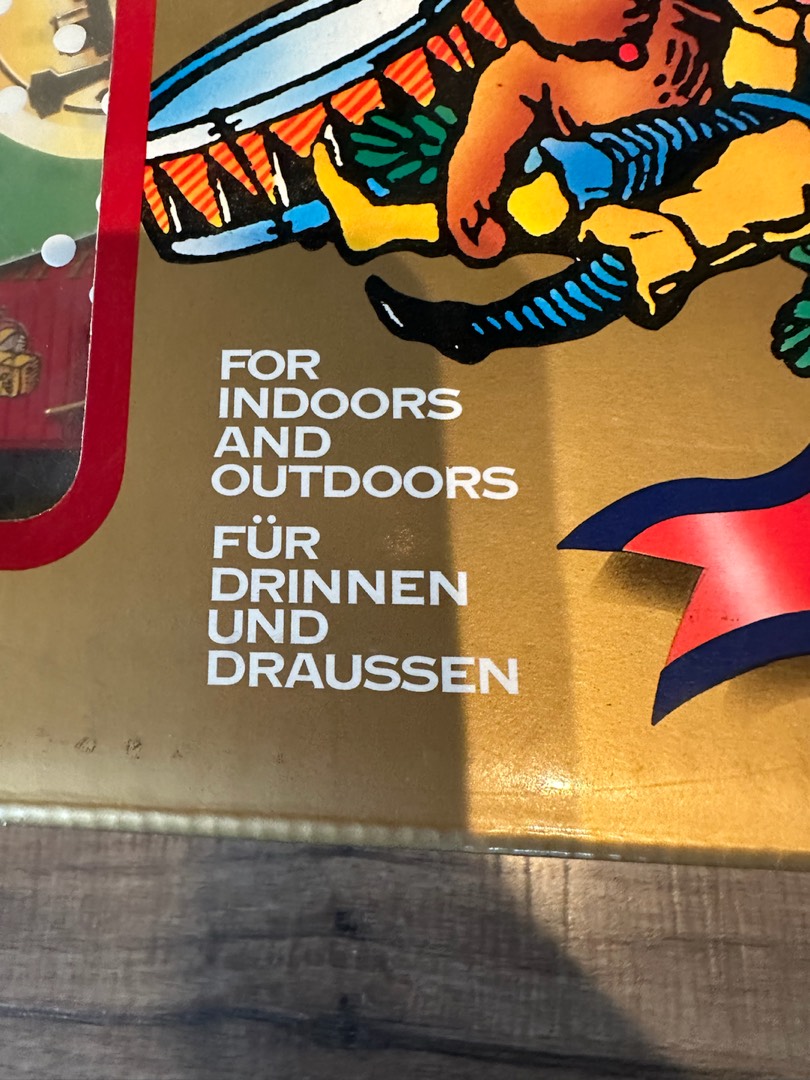 FOR
INDOORS
AND
OUTDOORS
FÜR
DRINNEN
UND
DRAUSSEN